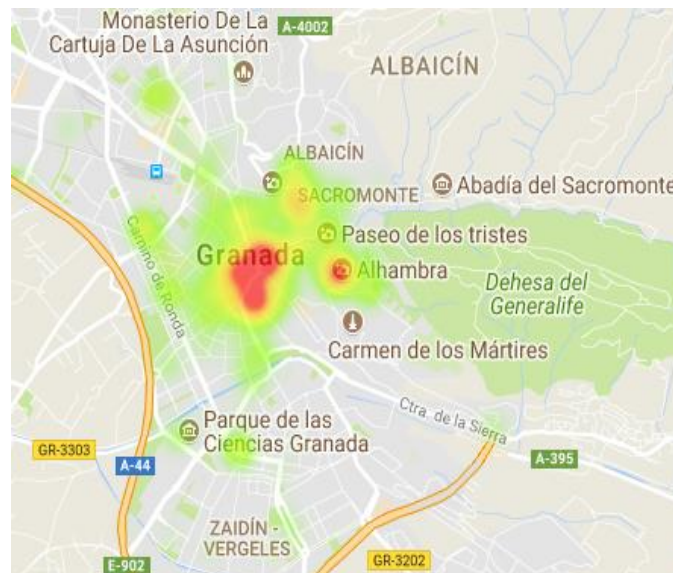 Monasterio De La
Cartuja De La Asunción
A-4002
ALBAICÍN
ALBAICÍN
SACROMONTE
Abadía del Sacromonte
Paseo de los tristes
Granada
Alhambra
Camino de Ronda
Dehesa del
Generalife
Carmen de los Mártires
Ctra. de la Sierra
Parque de las
Ciencias Granada
GR-3303
A-44
A-395
ZAIDÍN -
VERGELES
E-902
GR-3202